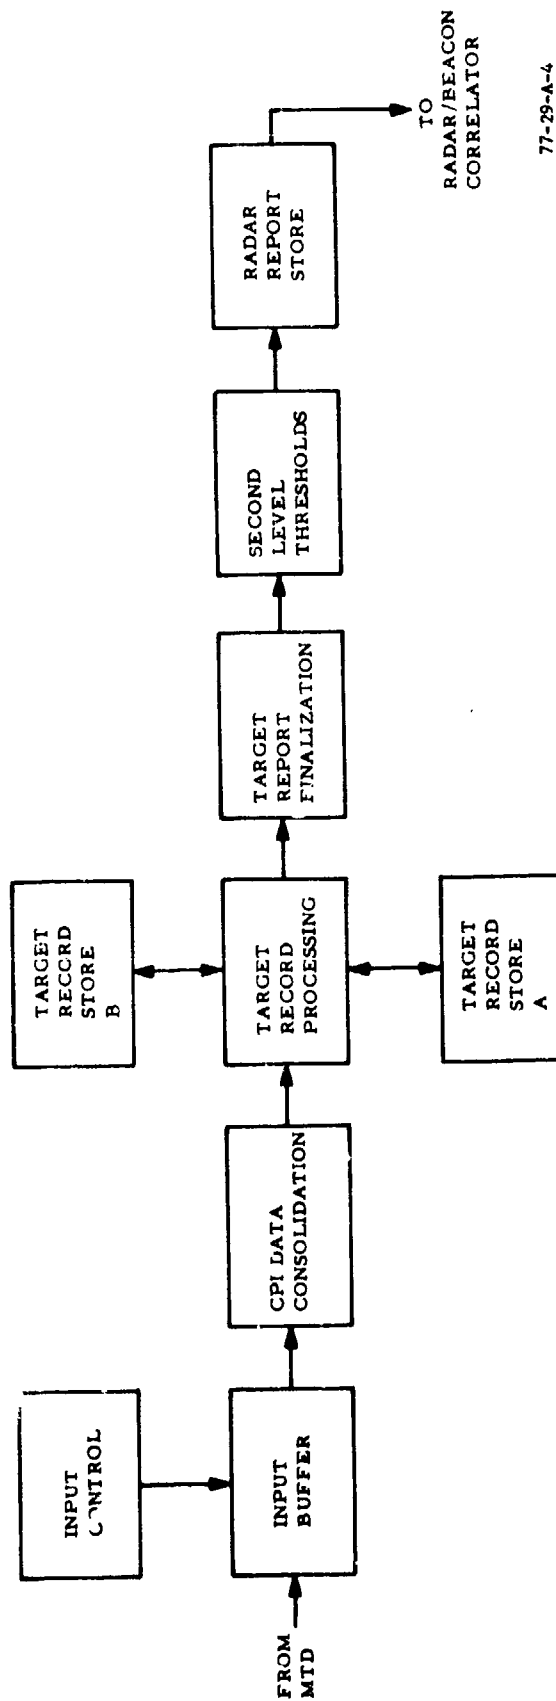 FROM
MTD
INPUT
CONTROL
INPUT
BUFFER
CPI DATA
CONSOLIDATION
TARGET
RECORD
STORE
B
TARGET
RECORD
PROCESSING
TARGET
RECORD
STORE
A
TARGET
REPORT
FINALIZATION
SECOND
LEVEL
THRESHOLDS
RADAR
REPORT
STORE
TO
RADAR/BEACON
CORRELATOR
77-29-A-4